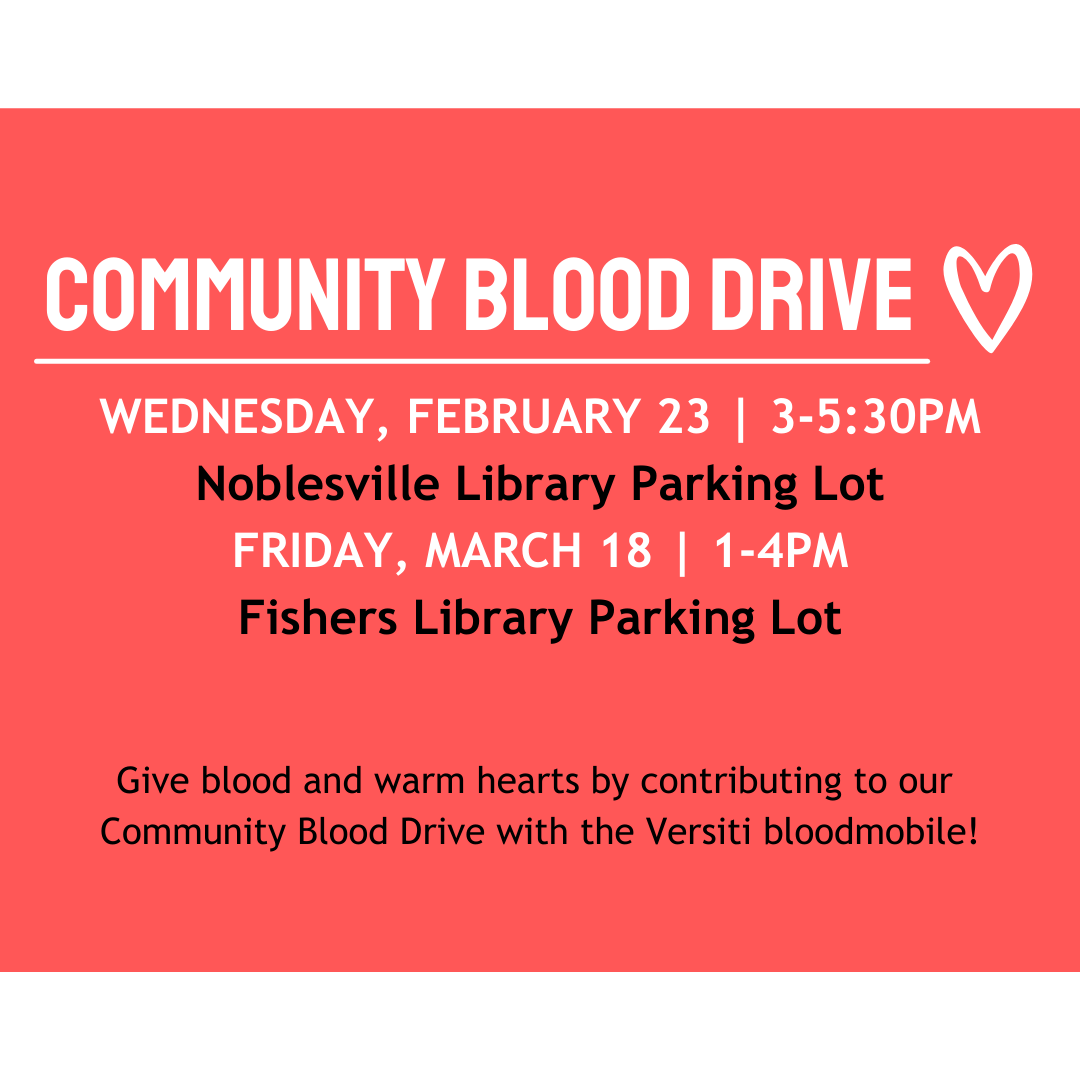 COMMUNITY BLOOD DRIVE
WEDNESDAY, FEBRUARY 23 | 3-5:30PM
Noblesville Library Parking Lot
FRIDAY, MARCH 18 | 1-4PM
Fishers Library Parking Lot
Give blood and warm hearts by contributing to our
Community Blood Drive with the Versiti bloodmobile!